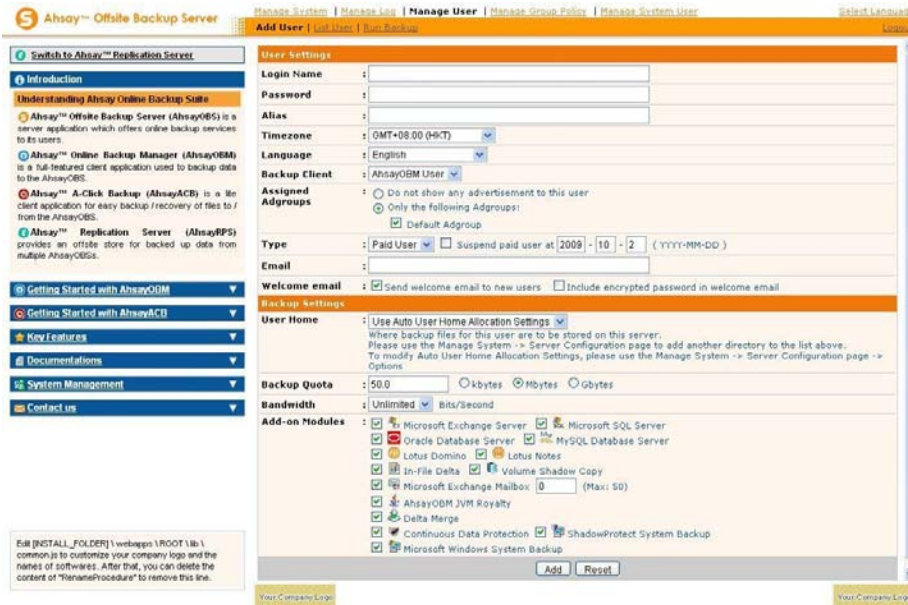 Ahsay™ Offsite Backup Server
Manage System | Manage Log | Manage User | Manage Group Policy | Manage System User
Select Languag
Add User | List User | Run Backup
Logou
Switch to Ahsay™ Replication Server
Introduction
Understanding Ahsay Online Backup Suite
Ahsay™ Offsite Backup Server (AhsayOBS) is a
server application which offers online backup services
to its users.
Ahsay™ Online Backup Manager (AhsayOBM)
is a full-featured client application used to backup data
to the AhsayOBS.
Ahsay™ A-Click Backup (AhsayACB) is a lite
client application for easy backup / recovery of files to /
from the AhsayOBS.
Ahsay™ Replication Server (AhsayRPS)
provides an offsite store for backed up data from
multiple AhsayOBSs.
Getting Started with AhsayOBM
Getting Started with AhsayACB
Key Features
Documentations
System Management
Contact us
Edit [INSTALL_FOLDER] \ webapps \ ROOT \ lib \
common.js to customize your company logo and the
names of softwares. After that, you can delete the
content of "RenameProcedure" to remove this line.
User Settings
Login Name :
Password :
Alias :
Timezone : GMT+08:00 (HKT)
Language : English
Backup Client : AhsayOBM User
Assigned Adgroups : Do not show any advertisement to this user
Only the following Adgroups:
Default Adgroup
Type : Paid User Suspend paid user at 2009 - 10 - 2 ( YYYY-MM-DD )
Email :
Welcome email : Send welcome email to new users Include encrypted password in welcome email
Backup Settings
User Home : Use Auto User Home Allocation Settings
Where backup files for this user are to be stored on this server.
Please use the Manage System -> Server Configuration page to add another directory to the list above.
To modify Auto User Home Allocation Settings, please use the Manage System -> Server Configuration page ->
Options
Backup Quota : 50.0 kbytes Mbytes Gbytes
Bandwidth : Unlimited Bits/Second
Add-on Modules : Microsoft Exchange Server Microsoft SQL Server
Oracle Database Server MySQL Database Server
Lotus Domino Lotus Notes
In-File Delta Volume Shadow Copy
Microsoft Exchange Mailbox 0 (Max: 50)
AhsayOBM JVM Royalty
Delta Merge
Continuous Data Protection ShadowProtect System Backup
Microsoft Windows System Backup
Add Reset
Your Company Logo
Your Company Logo